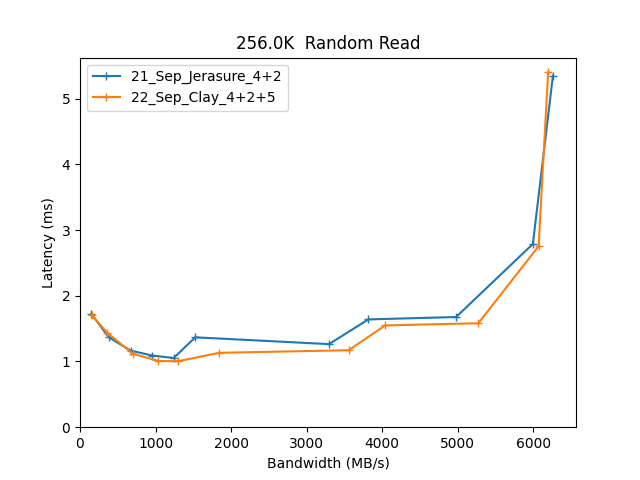 256.0K  Random Read
21_Sep_Jerasure_4+2
22_Sep_Clay_4+2+5
5
4
3
2
1
0
Latency (ms)
0 1000 2000 3000 4000 5000 6000
Bandwidth (MB/s)